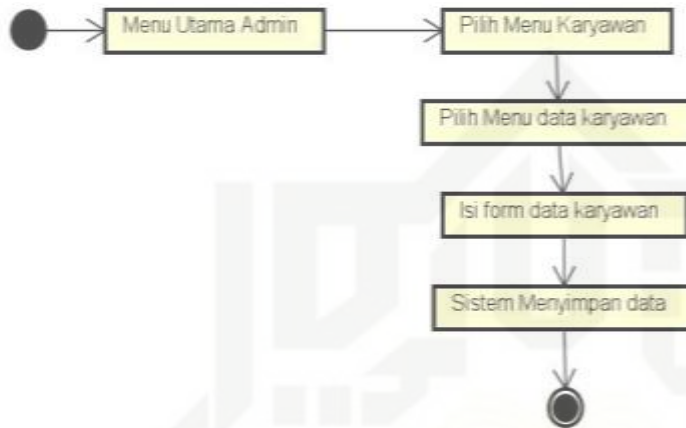 Menu Utama Admin
Pilih Menu Karyawan
Pilih Menu data karyawan
Isi form data karyawan
Sistem Menyimpan data